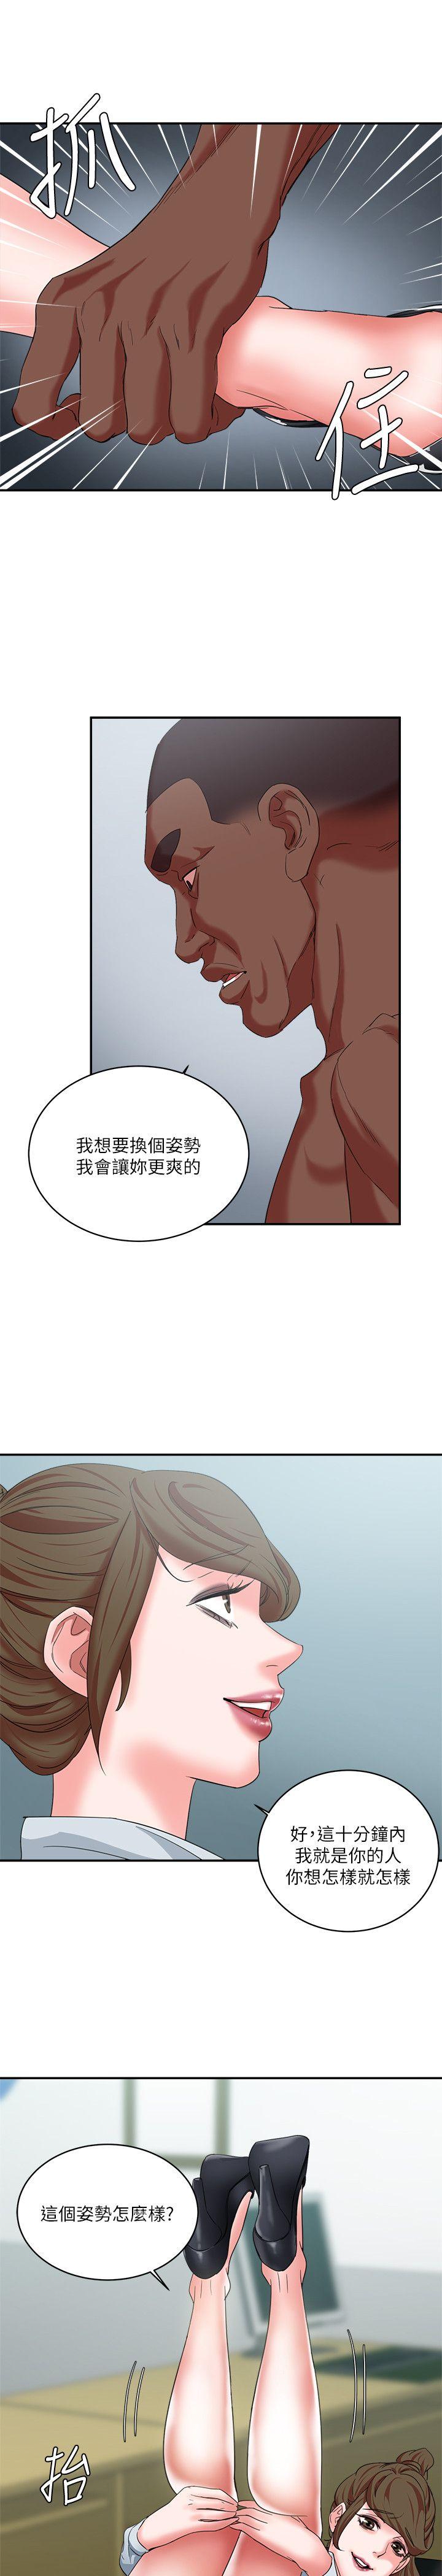 抓
住
我想要換個姿勢
我會讓妳更爽的
好，這十分鐘內
我就是你的人
你想怎樣就怎樣
這個姿勢怎麼樣?
抬